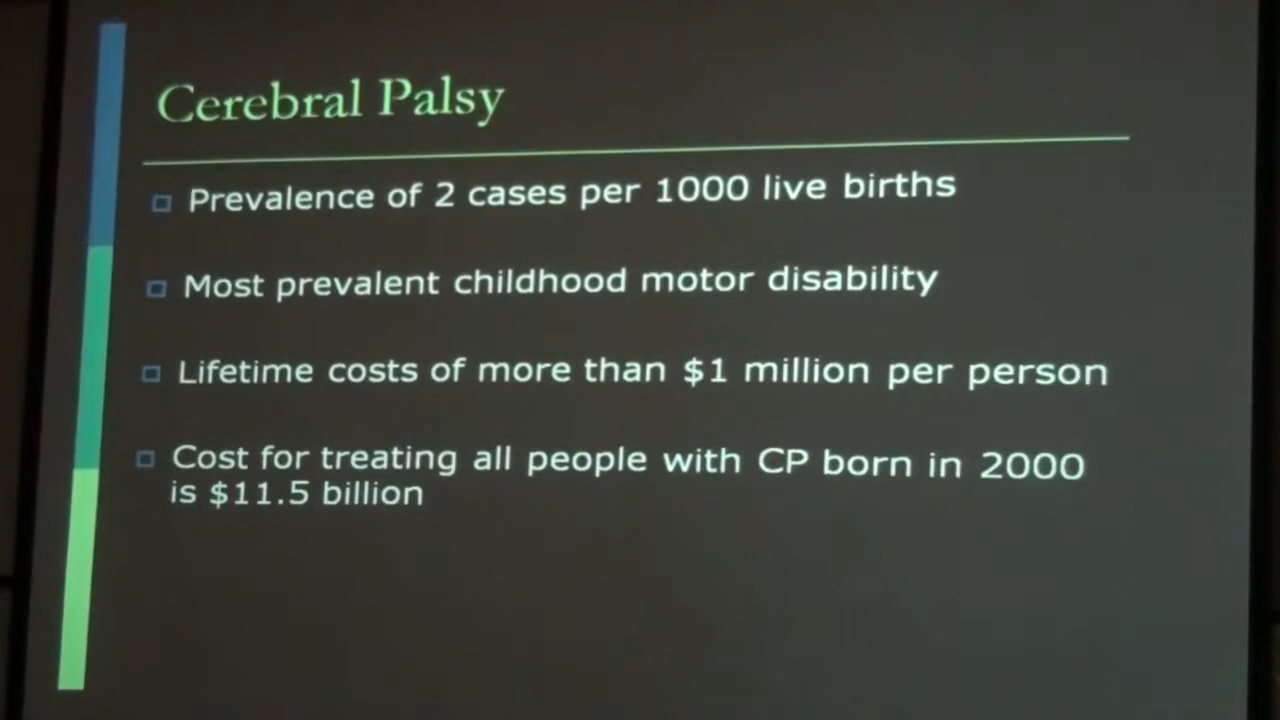 Cerebral Palsy
Prevalence of 2 cases per 1000 live births
Most prevalent childhood motor disability
Lifetime costs of more than $1 million per person
Cost for treating all people with CP born in 2000
is $11.5 billion